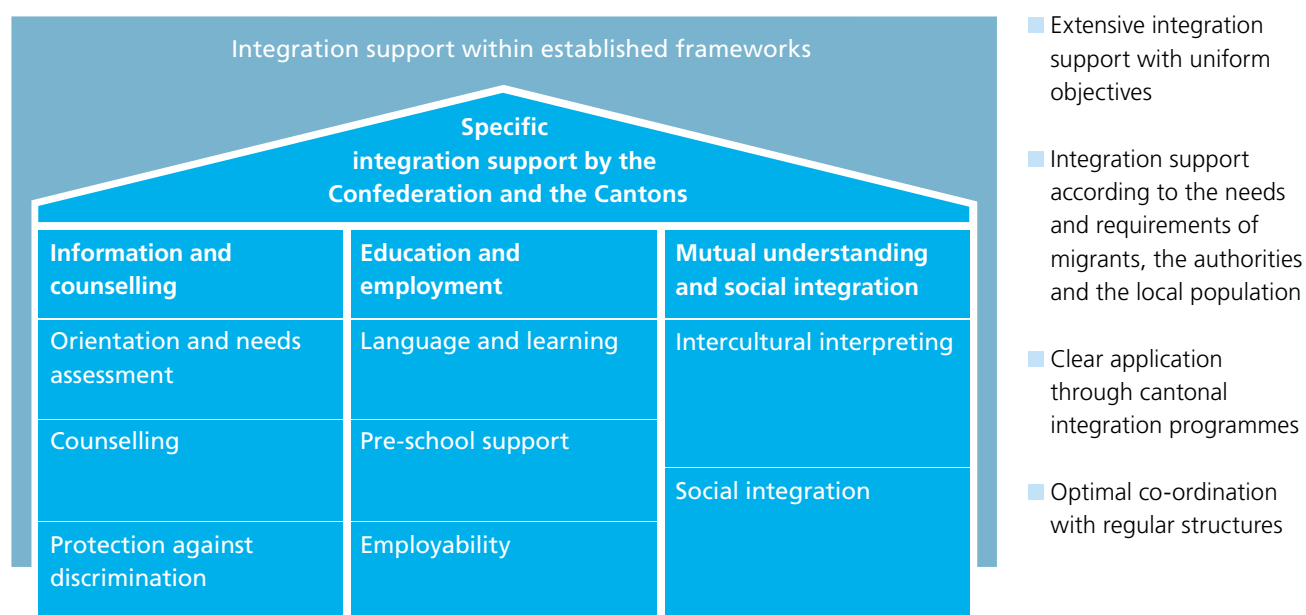 Integration support within established frameworks
Specific
integration support by the
Confederation and the Cantons
Information and
counselling
Orientation and needs
assessment
Counselling
Protection against
discrimination
Education and
employment
Language and learning
Pre-school support
Employability
Mutual understanding
and social integration
Intercultural interpreting
Social integration
Extensive integration
support with uniform
objectives
Integration support
according to the needs
and requirements of
migrants, the authorities
and the local population
Clear application
through cantonal
integration programmes
Optimal co-ordination
with regular structures